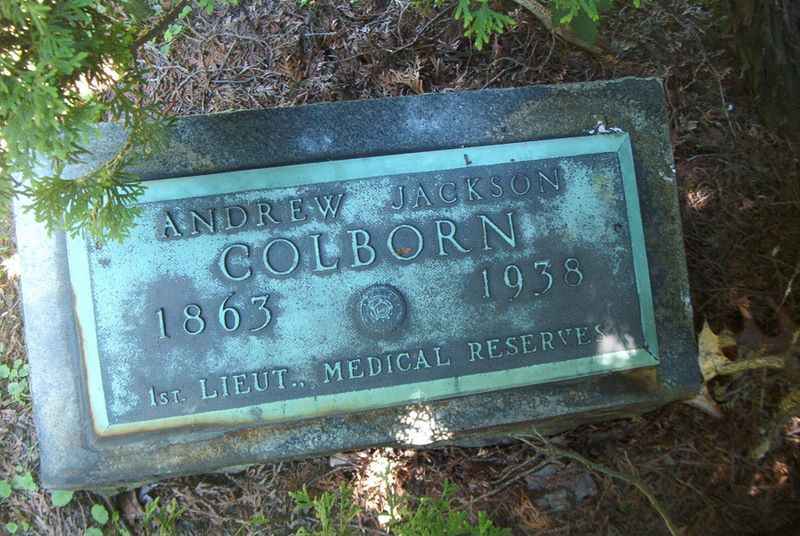 ANDREW JACKSON
COLBORN
1863 1938
1ST. LIEUT., MEDICAL RESERVES